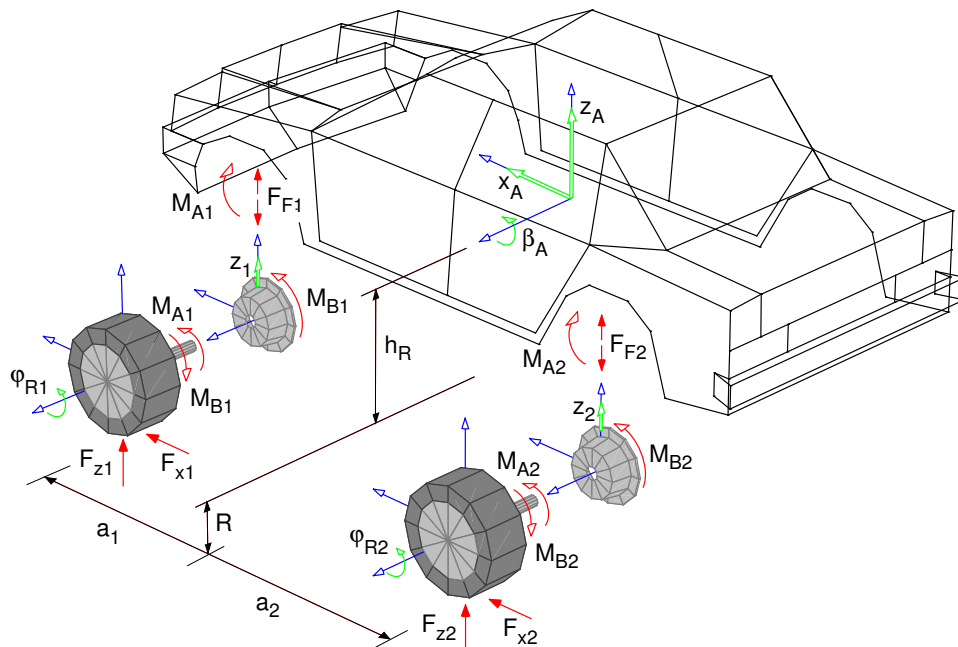 z_A
x_A
M_A1
F_F1
β_A
z_1
M_B1
M_A1
h_R
M_A2
F_F2
φ_R1
M_B1
z_2
F_z1
F_x1
M_A2
M_B2
a_1
R
φ_R2
M_B2
a_2
F_z2
F_x2